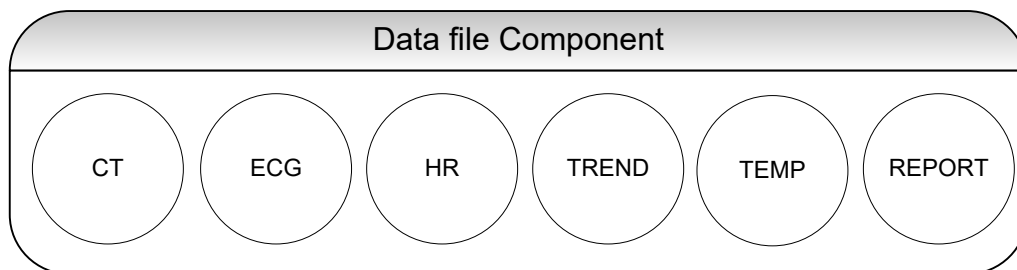 Data file Component
CT
ECG
HR
TREND
TEMP
REPORT